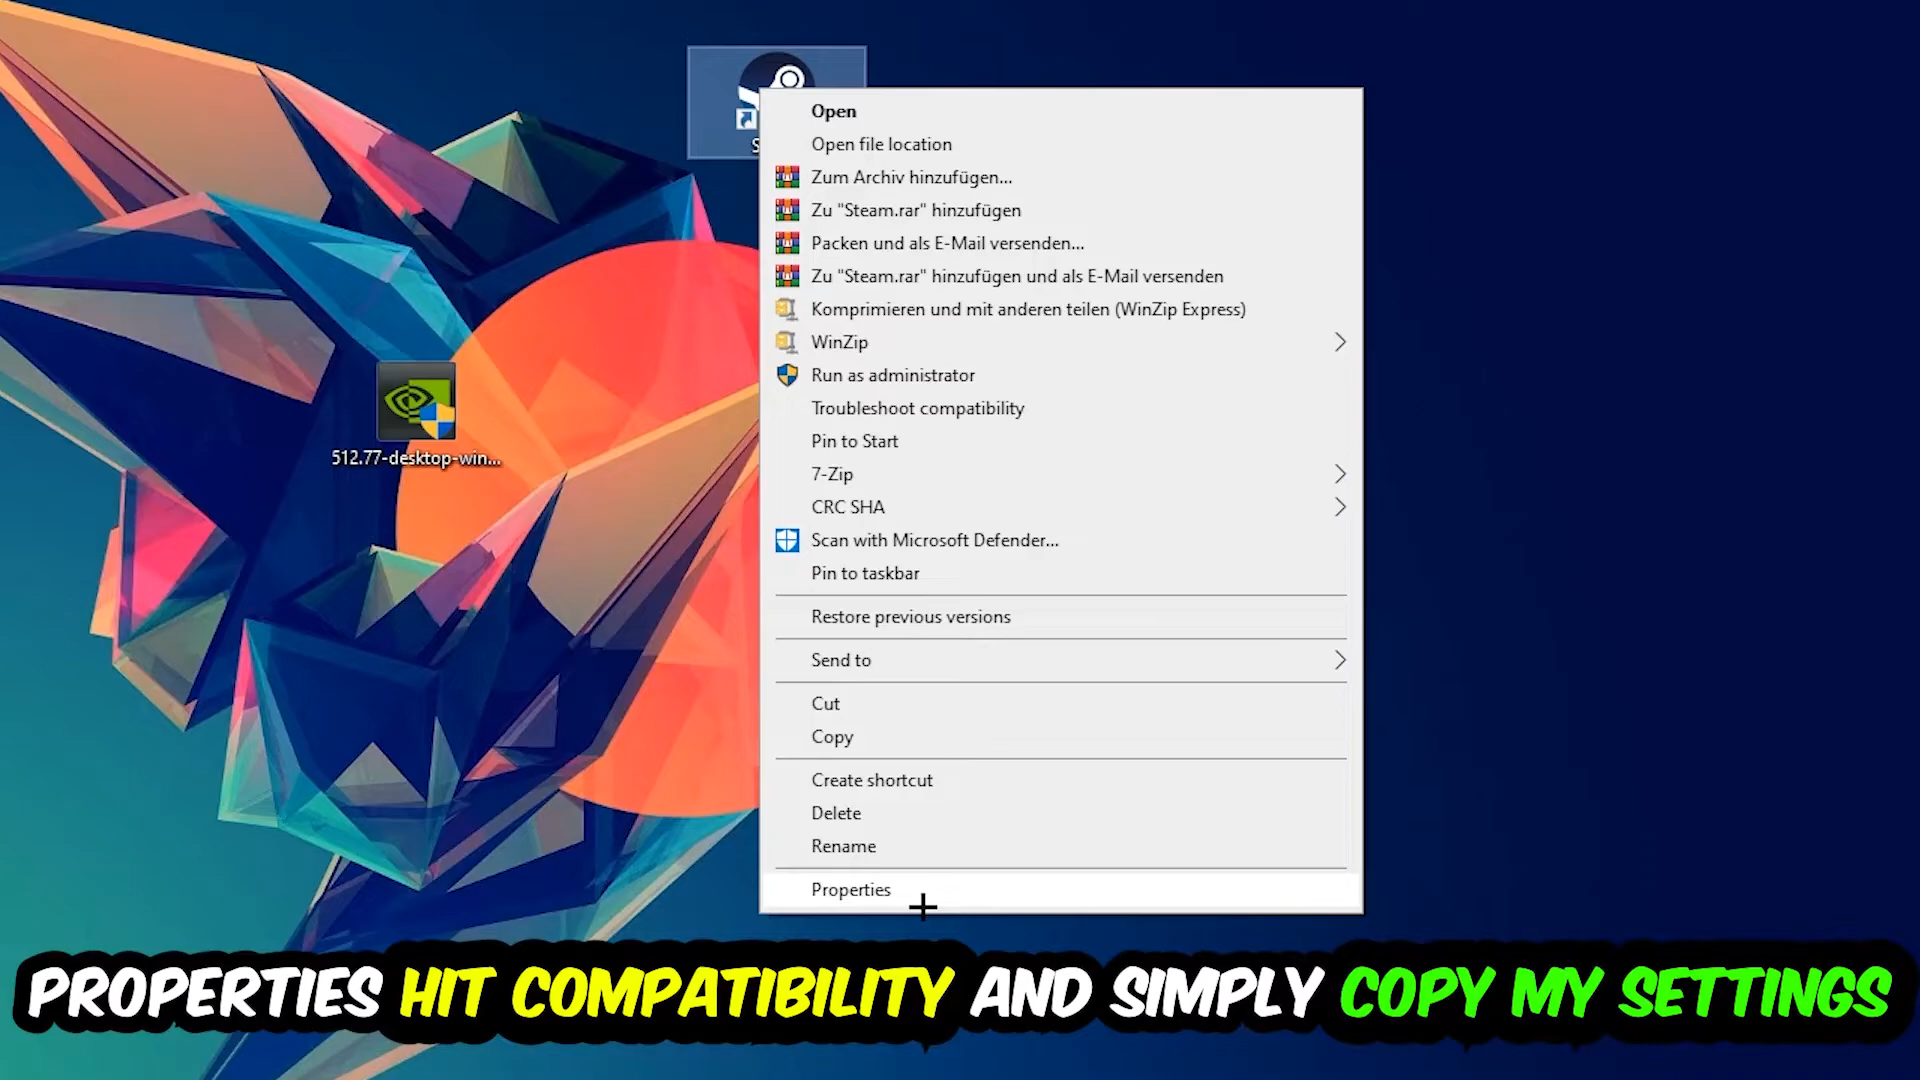 S
Open
Open file location
Zum Archiv hinzufügen...
Zu "Steam.rar" hinzufügen
Packen und als E-Mail versenden...
Zu "Steam.rar" hinzufügen und als E-Mail versenden
Komprimieren und mit anderen teilen (WinZip Express)
WinZip
Run as administrator
Troubleshoot compatibility
Pin to Start
7-Zip
CRC SHA
Scan with Microsoft Defender...
Pin to taskbar
Restore previous versions
Send to
Cut
Copy
Create shortcut
Delete
Rename
Properties
512.77-desktop-win...
PROPERTIES HIT COMPATIBILITY AND SIMPLY COPY MY SETTINGS